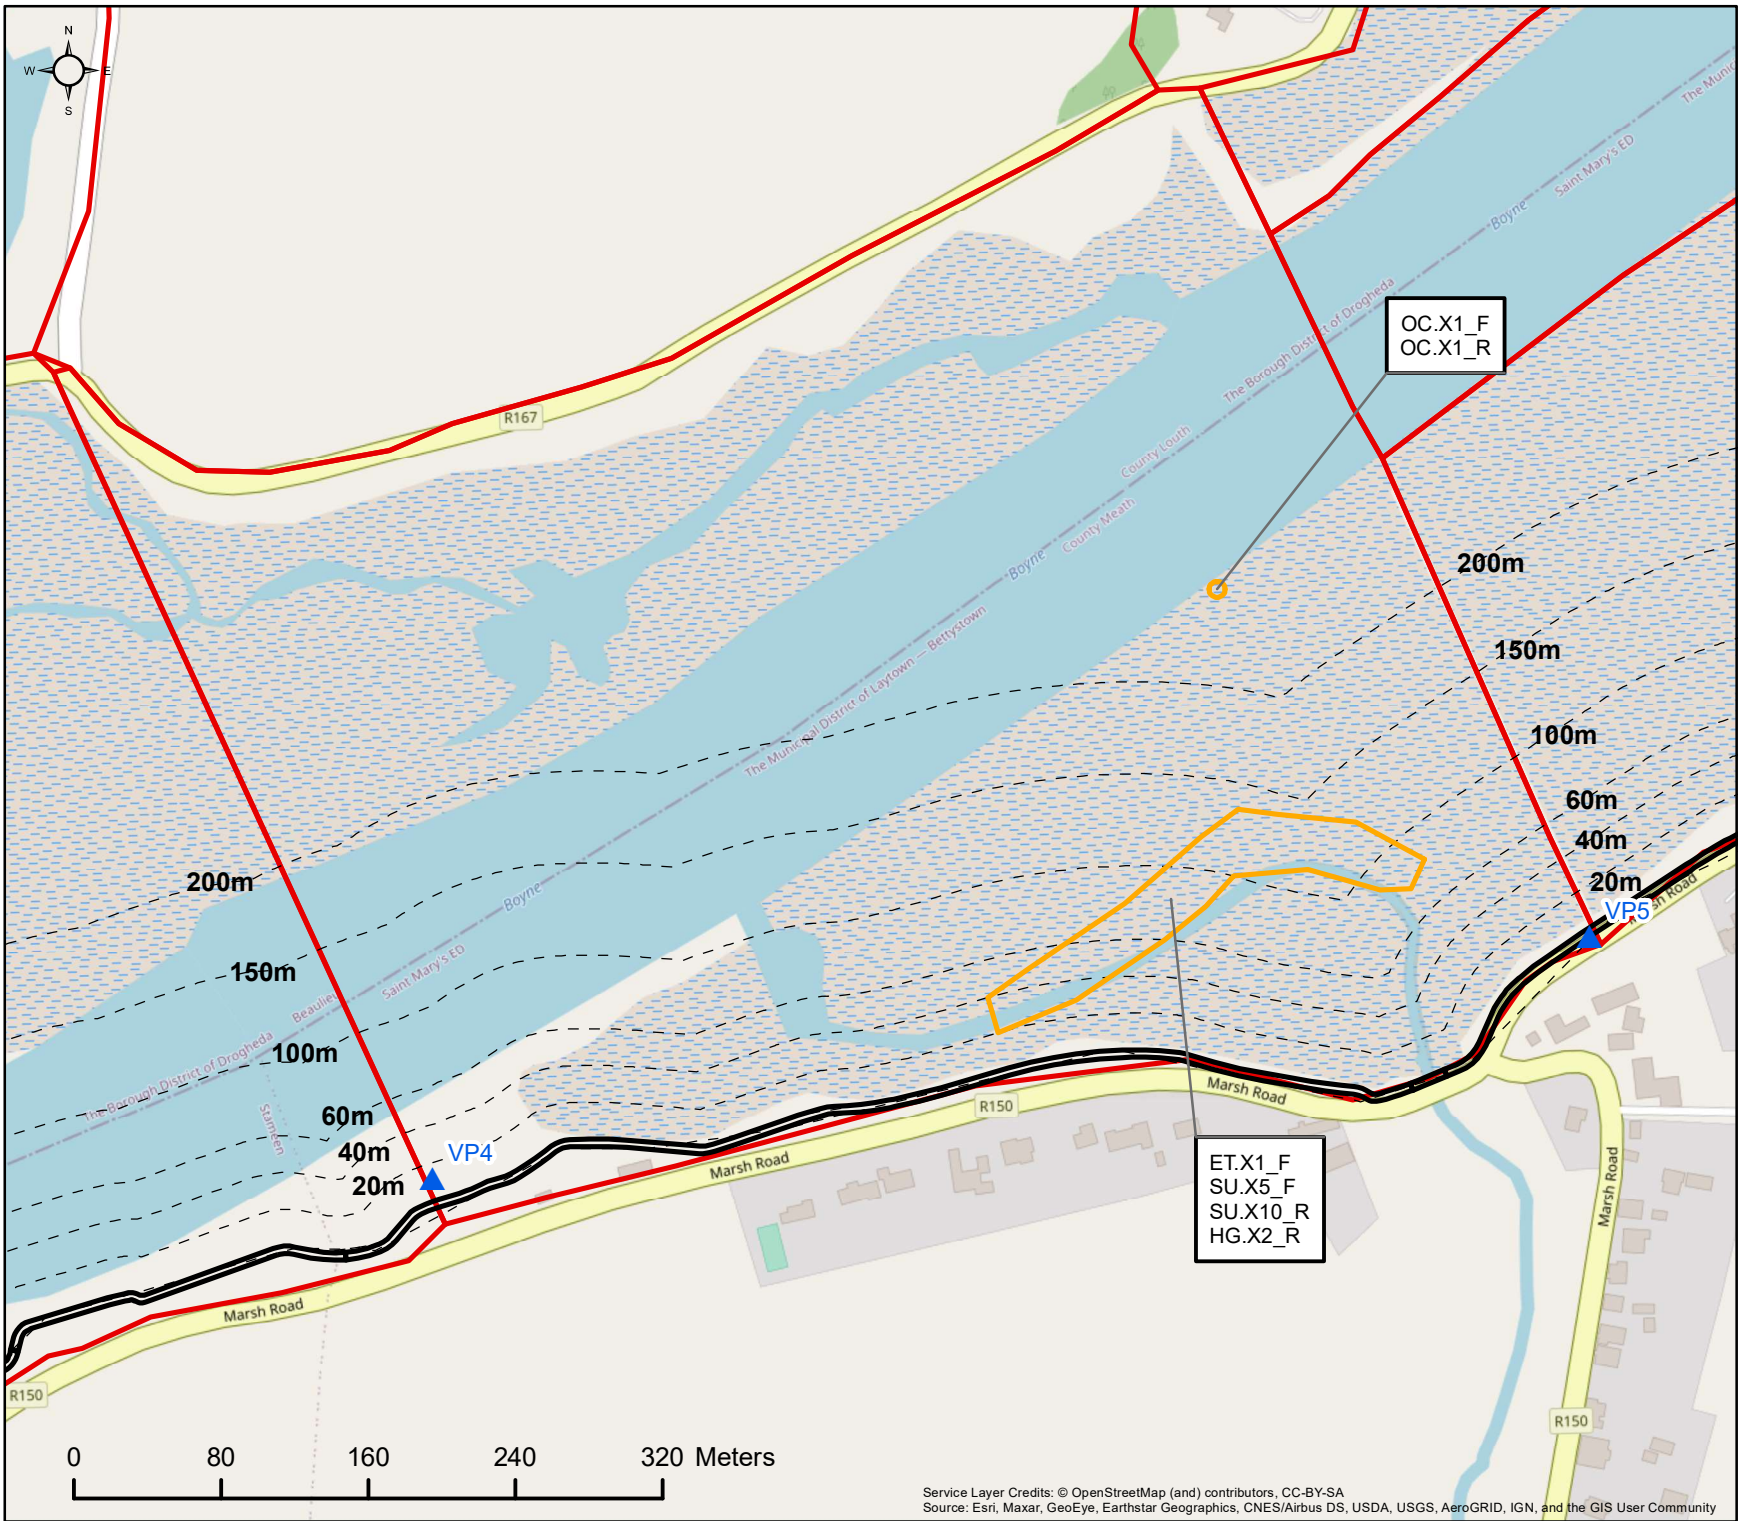 N
W E
S
The Munic
Saint Mary's ED
Boyne
The Borough District of Drogheda
OC.X1_F
OC.X1_R
R167
County Louth
County Meath
Boyne
200m
The Municipal District of Laytown — Bettystown
150m
100m
60m
40m
20m
VP5
Marsh Road
200m
Boyne
150m
Saint Mary's ED
Beaulieu
The Borough District of Drogheda
100m
60m
Stameen
40m
20m
VP4
R150
Marsh Road
Marsh Road
ET.X1_F
SU.X5_F
SU.X10_R
HG.X2_R
Marsh Road
Marsh Road
R150
R150
0 80 160 240 320 Meters
Service Layer Credits: © OpenStreetMap (and) contributors, CC-BY-SA
Source: Esri, Maxar, GeoEye, Earthstar Geographics, CNES/Airbus DS, USDA, USGS, AeroGRID, IGN, and the GIS User Community